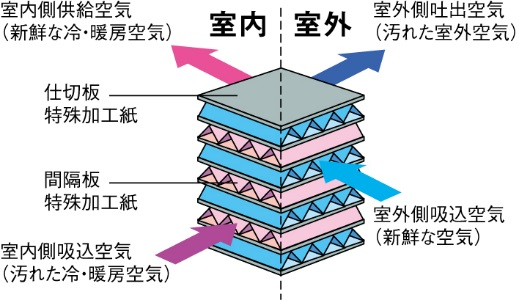 室内側供給空気
（新鮮な冷・暖房空気）
室内
室外
室外側吐出空気
（汚れた室外空気）
仕切板
特殊加工紙
間隔板
特殊加工紙
室内側吸込空気
（汚れた冷・暖房空気）
室外側吸込空気
（新鮮な空気）